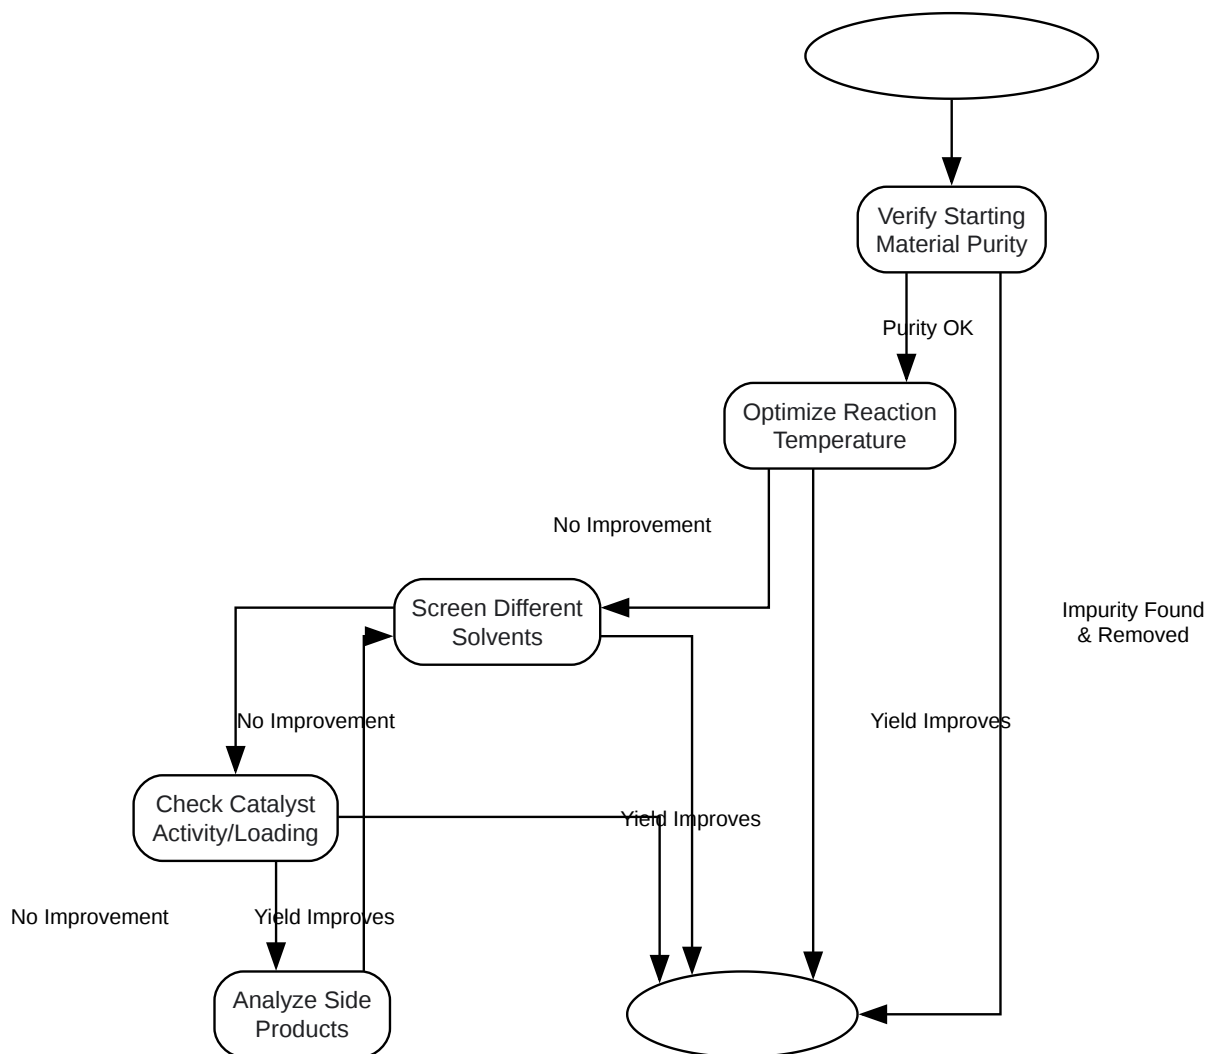 Verify Starting
Material Purity
Purity OK
Optimize Reaction
Temperature
No Improvement
Screen Different
Solvents
Impurity Found
& Removed
No Improvement
Yield Improves
Check Catalyst
Activity/Loading
Yield Improves
No Improvement
Yield Improves
Analyze Side
Products